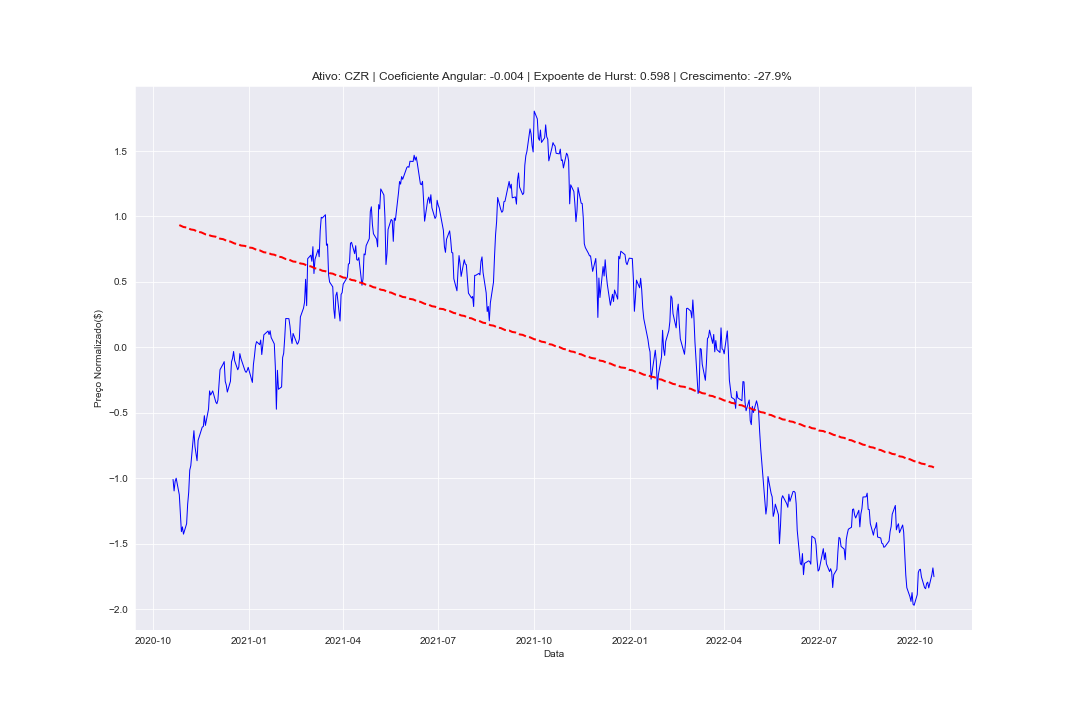 Ativo: CZR | Coeficiente Angular: -0.004 | Expoente de Hurst: 0.598 | Crescimento: -27.9%
1.5
1.0
0.5
0.0
−0.5
−1.0
−1.5
−2.0
Preço Normalizado($)
2020-10 2021-01 2021-04 2021-07 2021-10 2022-01 2022-04 2022-07 2022-10
Data